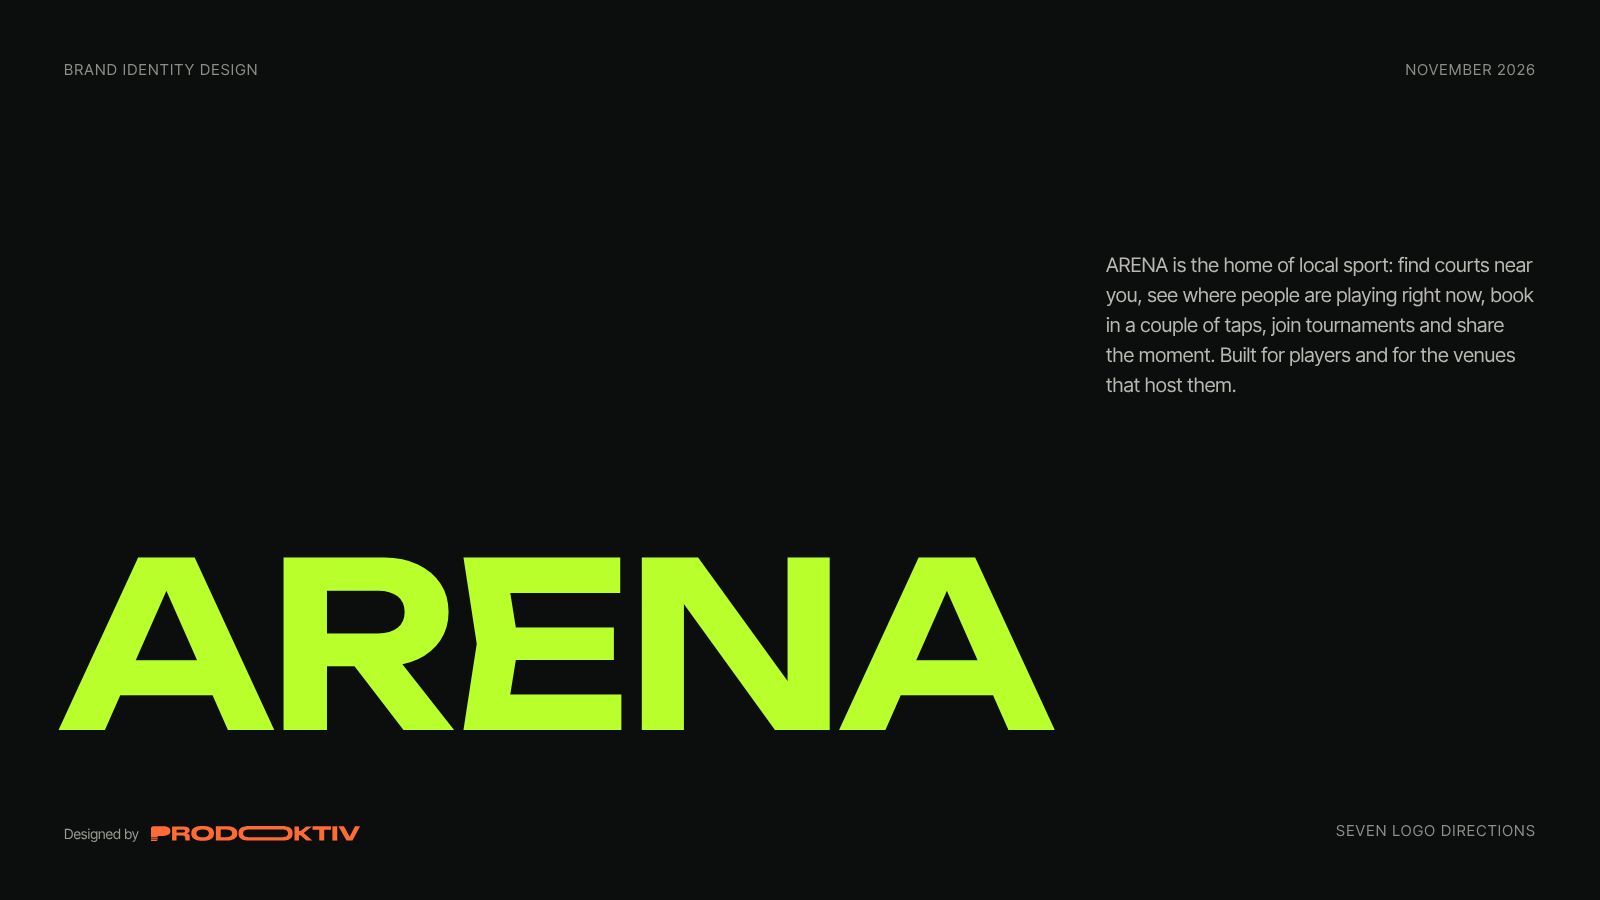 BRAND IDENTITY DESIGN
NOVEMBER 2026
ARENA is the home of local sport: find courts near
you, see where people are playing right now, book
in a couple of taps, join tournaments and share
the moment. Built for players and for the venues
that host them.
ARENA
Designed by PRODOKTIV
SEVEN LOGO DIRECTIONS